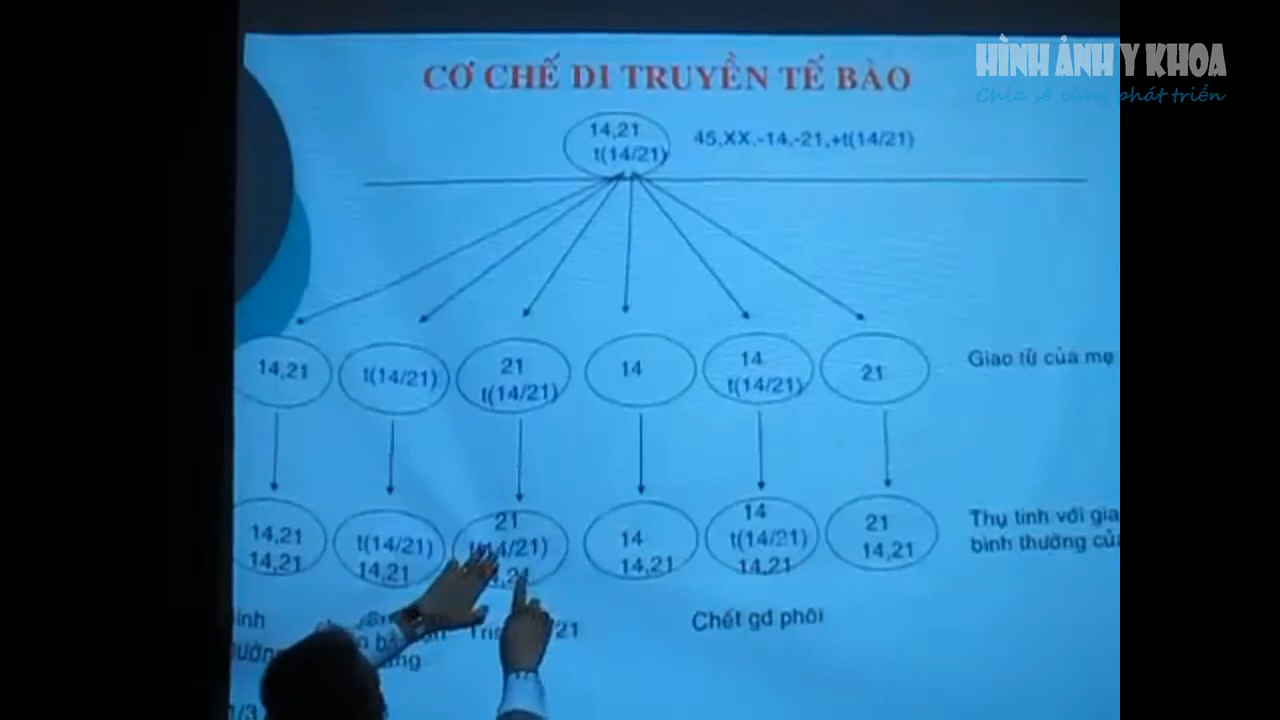 HÌNH ẢNH Y KHOA
Chia sẻ cùng phát triển
CƠ CHẾ DI TRUYỀN TẾ BÀO
14,21
t(14/21)
45,XX,-14,-21,+t(14/21)
14,21
t(14/21)
21
t(14/21)
14
14
t(14/21)
21
Giao tử của mẹ
14,21
14,21
t(14/21)
14,21
21
t(14/21)
14
14,21
14
t(14/21)
14,21
21
14,21
Thụ tinh với
bình thường
Chết gđ phôi